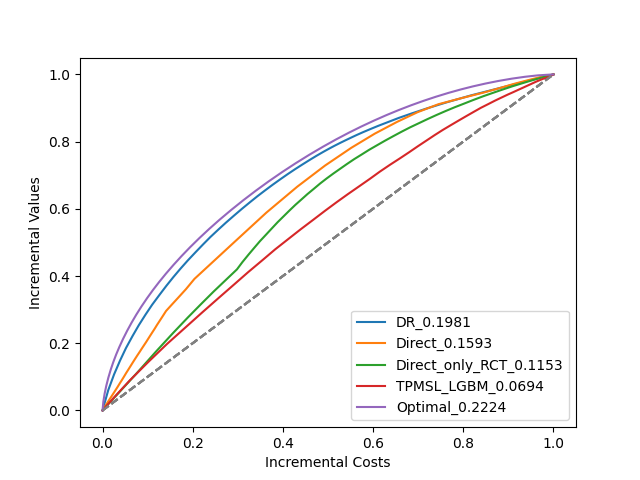 1.0
0.8
0.6
0.4
0.2
0.0
Incremental Values
0.0 0.2 0.4 0.6 0.8 1.0
Incremental Costs
DR_0.1981
Direct_0.1593
Direct_only_RCT_0.1153
TPMSL_LGBM_0.0694
Optimal_0.2224